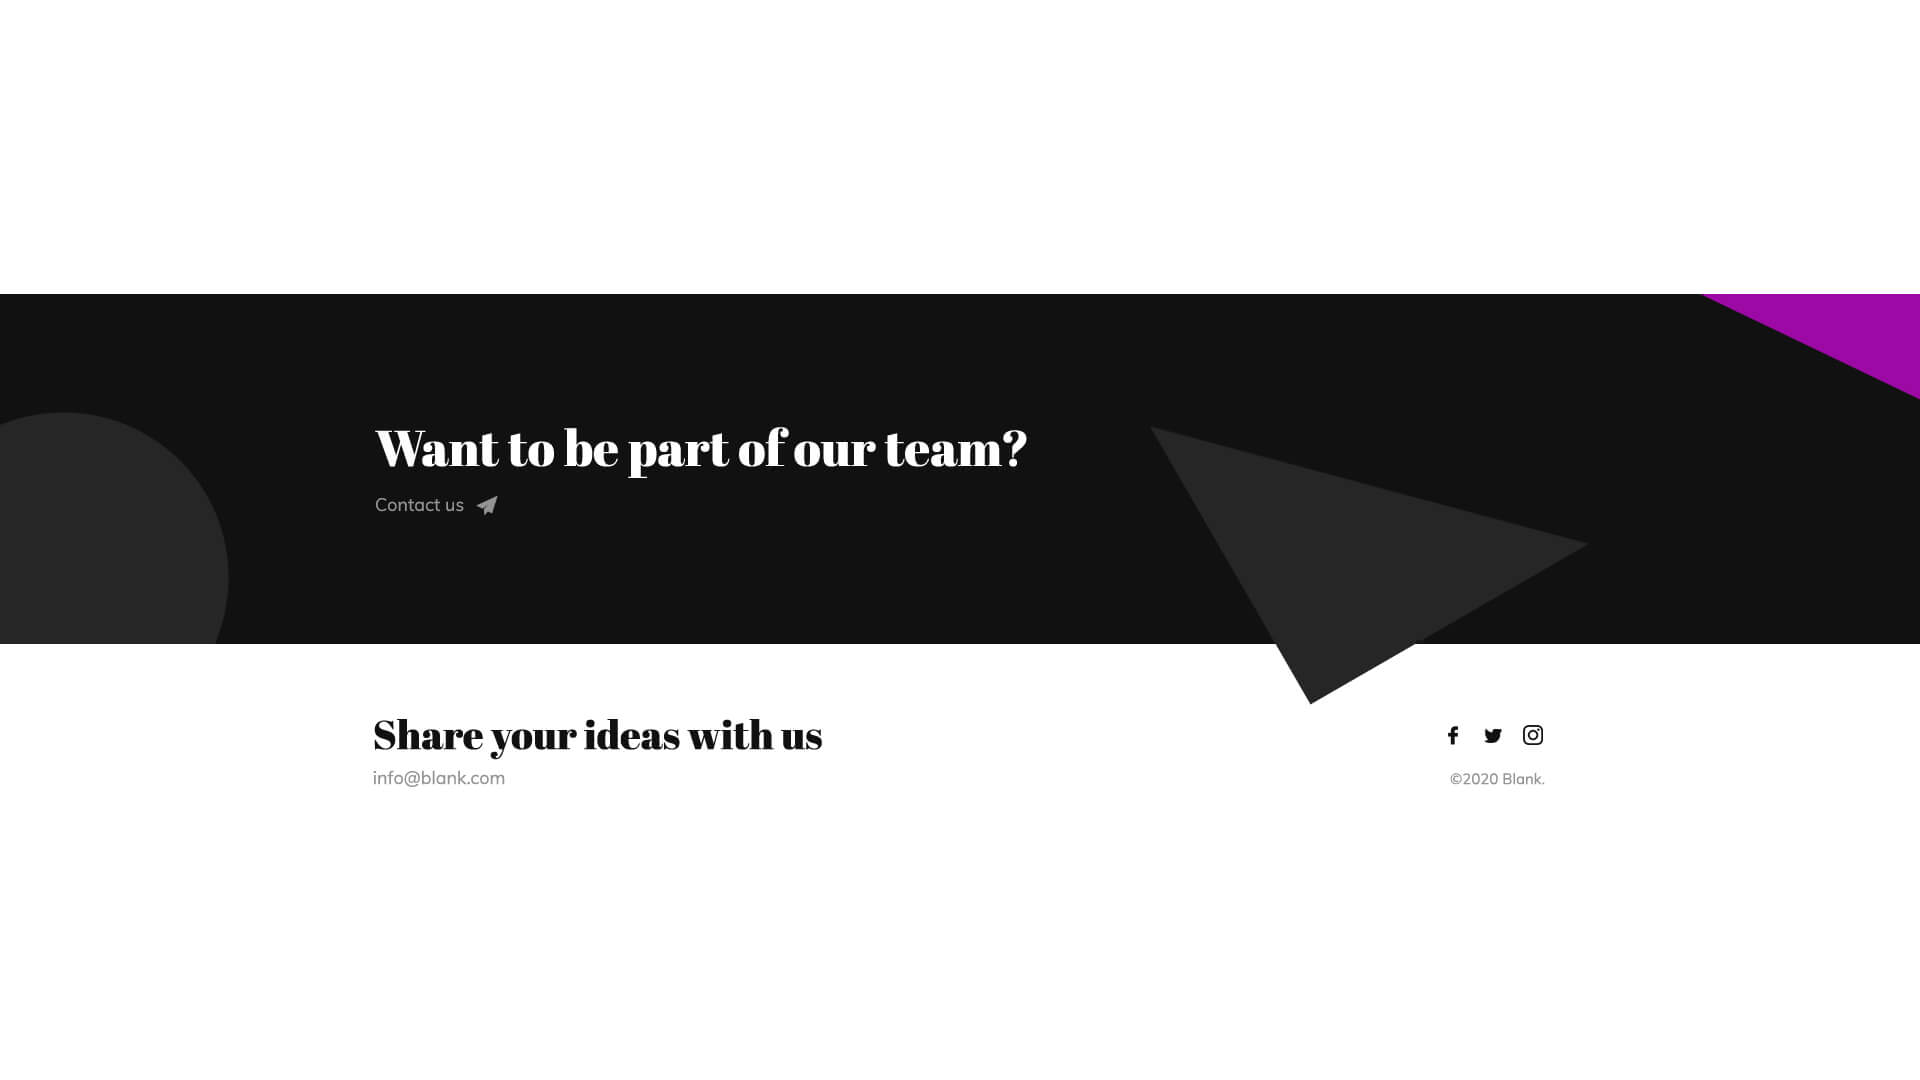 Want to be part of our team?
Contact us
Share your ideas with us
info@blank.com
©2020 Blank.